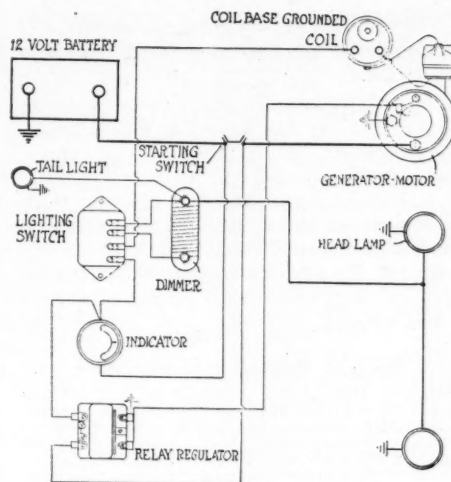 COIL BASE GROUNDED
COIL
12 VOLT BATTERY
STARTING
SWITCH
GENERATOR-MOTOR
TAIL LIGHT
LIGHTING
SWITCH
HEAD LAMP
DIMMER
INDICATOR
RELAY REGULATOR